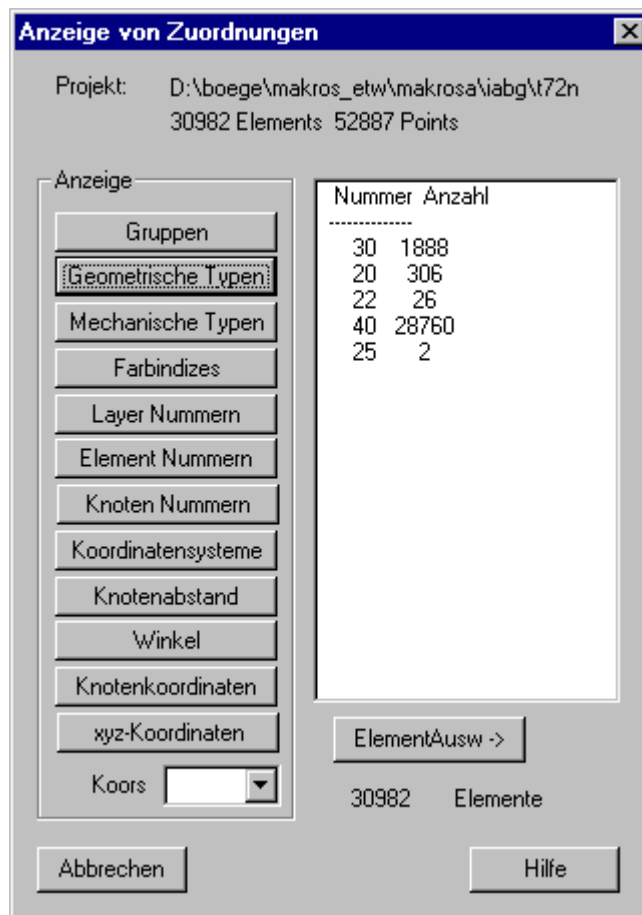 Anzeige von Zuordnungen
Projekt: D:\boege\makros_etw\makrosa\iabg\t72n
30982 Elements 52887 Points
Anzeige
Gruppen
Geometrische Typen
Mechanische Typen
Farbindizes
Layer Nummern
Element Nummern
Knoten Nummern
Koordinatensysteme
Knotenabstand
Winkel
Knotenkoordinaten
xyz-Koordinaten
Koors
Nummer Anzahl
-------------
30 1888
20 306
22 26
40 28760
25 2
ElementAusw ->
30982 Elemente
Abbrechen
Hilfe